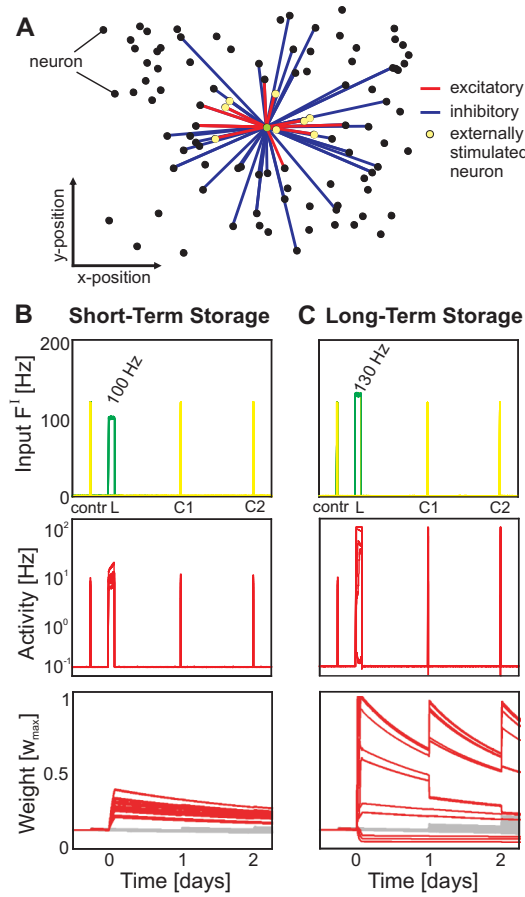 A
neuron
excitatory
inhibitory
externally
stimulated
neuron
y-position
x-position
B Short-Term Storage
C Long-Term Storage
Input F^I [Hz]
200
100
0
100 Hz
130 Hz
contr L C1 C2
contr L C1 C2
Activity [Hz]
10^2
10^1
10^0
10^-1
Weight [w_max]
1
0.5
0
0 1 2
0 1 2
Time [days]
Time [days]